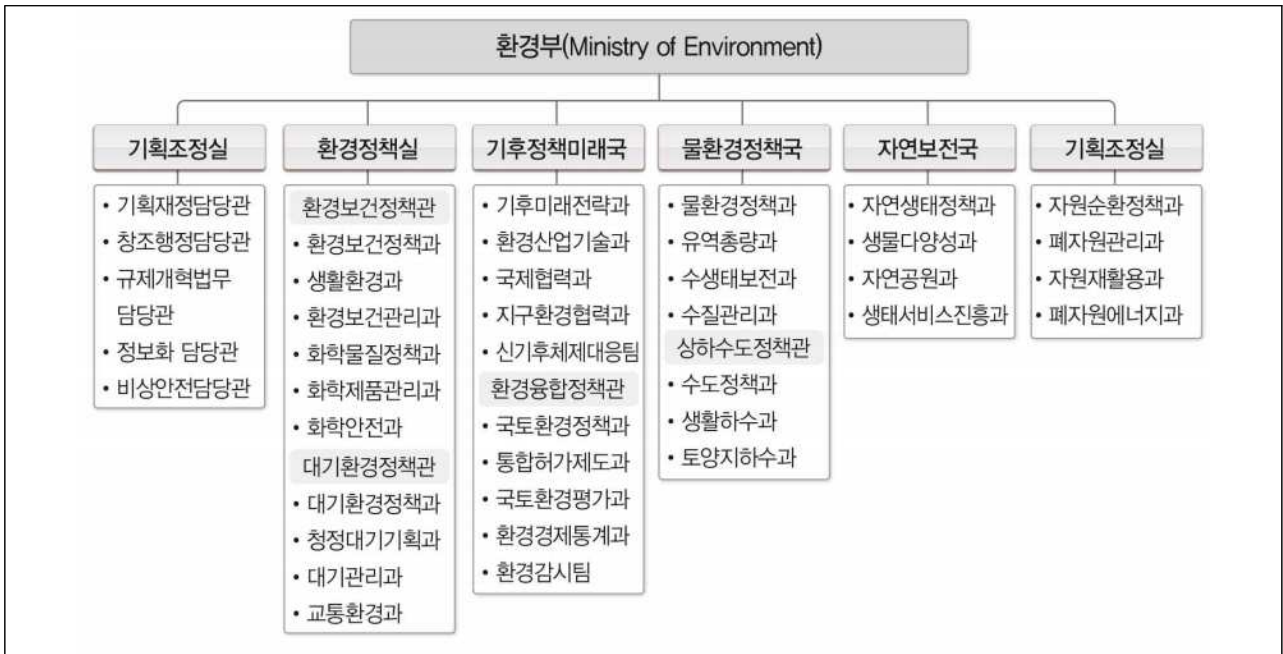 환경부(Ministry of Environment)
기획조정실
• 기획재정담당관
• 창조행정담당관
• 규제개혁법무
담당관
• 정보화 담당관
• 비상안전담당관
환경정책실
환경보건정책관
• 환경보건정책과
• 생활환경과
• 환경보건관리과
• 화학물질정책과
• 화학제품관리과
• 화학안전과
대기환경정책관
• 대기환경정책과
• 청정대기기획과
• 대기관리과
• 교통환경과
기후정책미래국
• 기후미래전략과
• 환경산업기술과
• 국제협력과
• 지구환경협력과
• 신기후체제대응팀
환경융합정책관
• 국토환경정책과
• 통합허가제도과
• 국토환경평가과
• 환경경제통계과
• 환경감시팀
물환경정책국
• 물환경정책과
• 유역총량과
• 수생태보전과
• 수질관리과
상하수도정책관
• 수도정책과
• 생활하수과
• 토양지하수과
자연보전국
• 자연생태정책과
• 생물다양성과
• 자연공원과
• 생태서비스진흥과
기획조정실
• 자원순환정책과
• 폐자원관리과
• 자원재활용과
• 폐자원에너지과